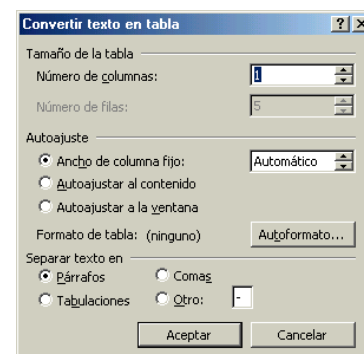 Convertir texto en tabla
Tamaño de la tabla
Número de columnas: 1
Número de filas: 5
Autoajuste
Ancho de columna fijo: Automático
Autoajustar al contenido
Autoajustar a la ventana
Formato de tabla: (ninguno) Autoformato...
Separar texto en
Párrafos Comas
Tabulaciones Otro: -
Aceptar Cancelar